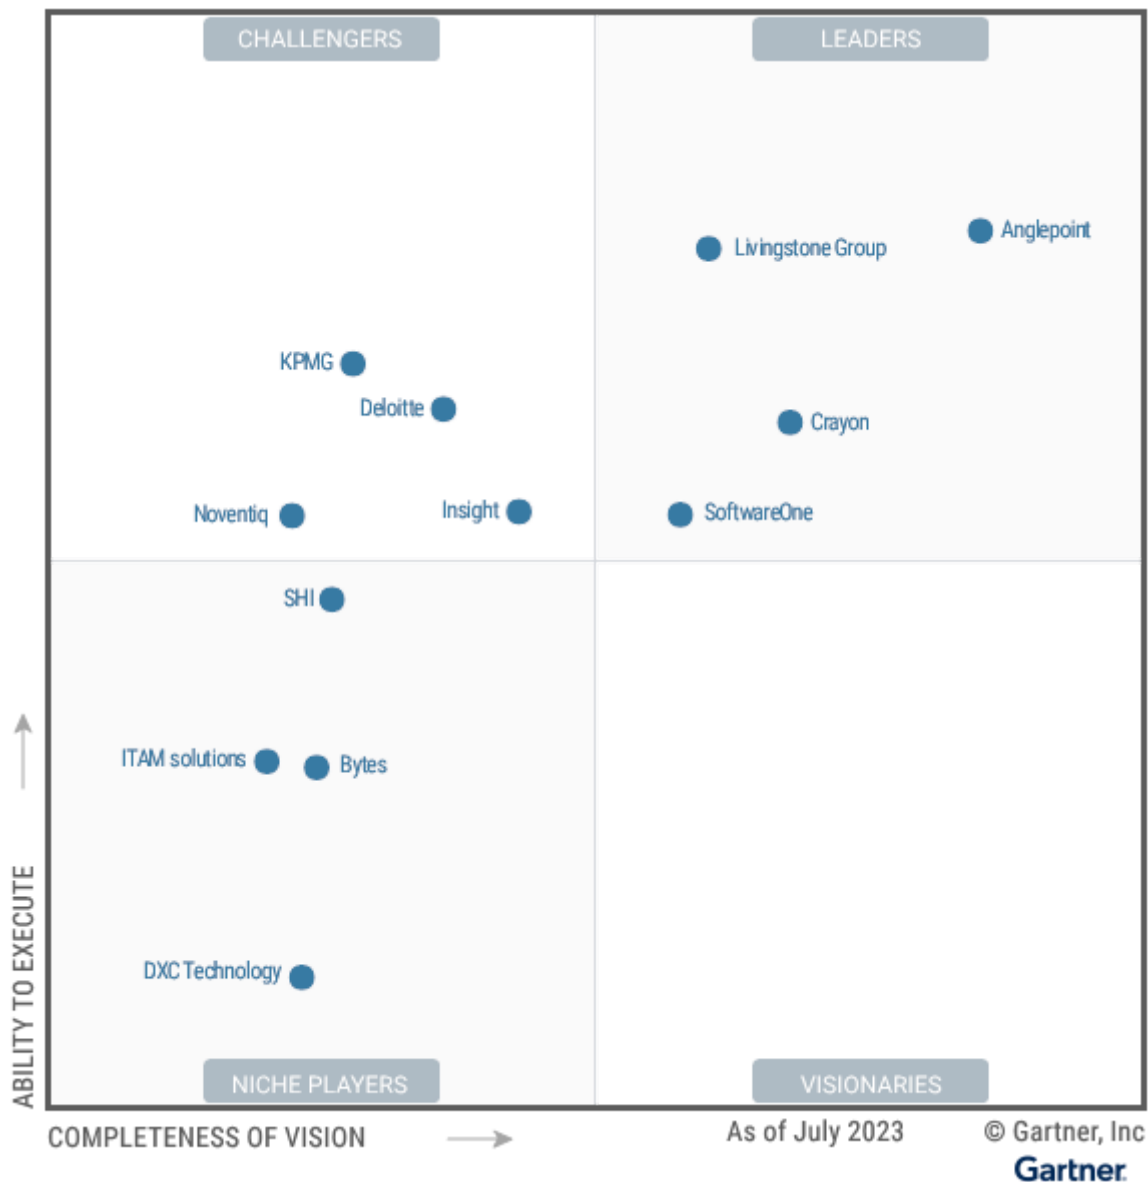 CHALLENGERS
LEADERS
Anglepoint
Livingstone Group
KPMG
Deloitte
Crayon
Noventiq
Insight
SoftwareOne
SHI
ITAM solutions
Bytes
DXC Technology
NICHE PLAYERS
VISIONARIES
ABILITY TO EXECUTE
COMPLETENESS OF VISION
As of July 2023
© Gartner, Inc
Gartner.